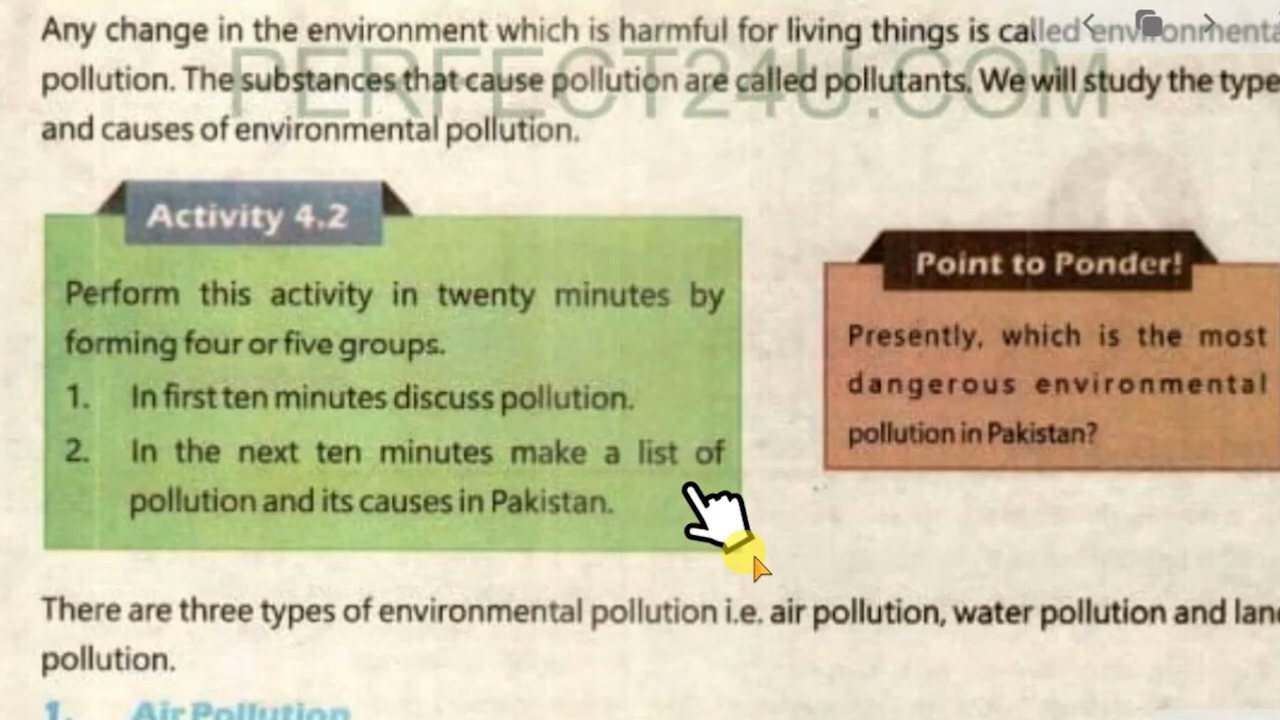 Any change in the environment which is harmful for living things is called
pollution. The substances that cause pollution are called pollutants. We will study the type
and causes of environmental pollution.
PERFECT24U.COM
Activity 4.2
Perform this activity in twenty minutes by
forming four or five groups.
1. In first ten minutes discuss pollution.
2. In the next ten minutes make a list of
pollution and its causes in Pakistan.
Point to Ponder!
Presently, which is the most
dangerous environmental
pollution in Pakistan?
There are three types of environmental pollution i.e. air pollution, water pollution and
pollution.
1. Air Pollution